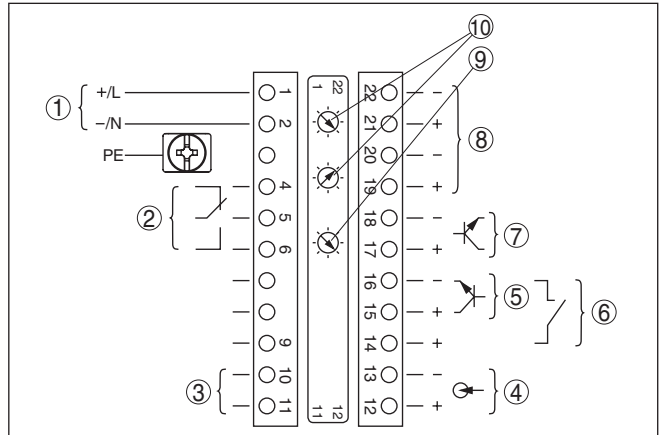 ⑩
⑨
1 22
① +/L 1 22 −
−/N 2 21 + ⑧
PE 20 −
4 19 +
② 5 18 − ⑦
6 17 +
16 − ⑤ ⑥
15 +
9 14 +
③ 10 13 − ④
11 11 12 12 +